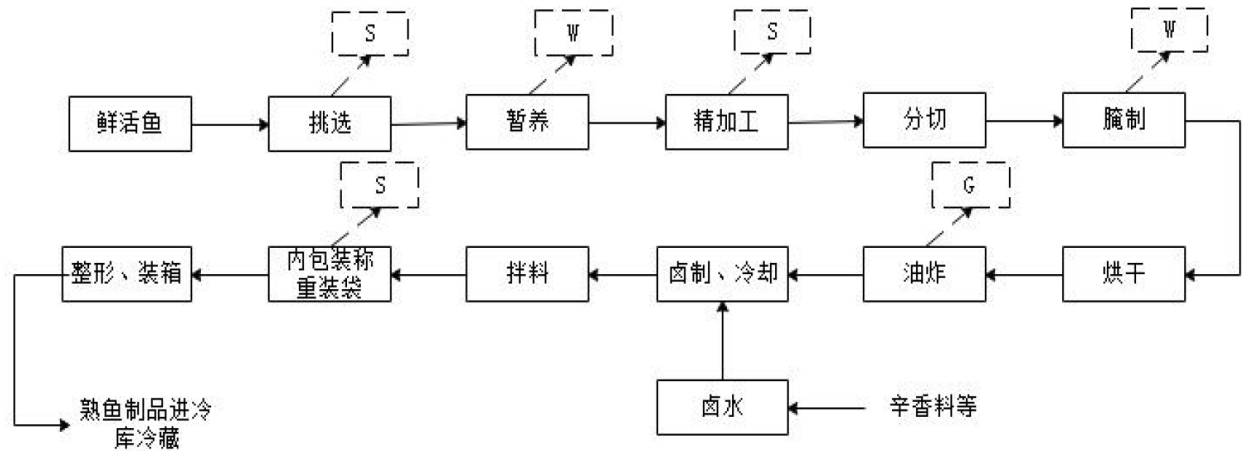 S
W
S
W
鲜活鱼
挑选
暂养
精加工
分切
腌制
S
G
整形、装箱
内包装称
重装袋
拌料
卤制、冷却
油炸
烘干
熟鱼制品进冷
库冷藏
卤水
辛香料等